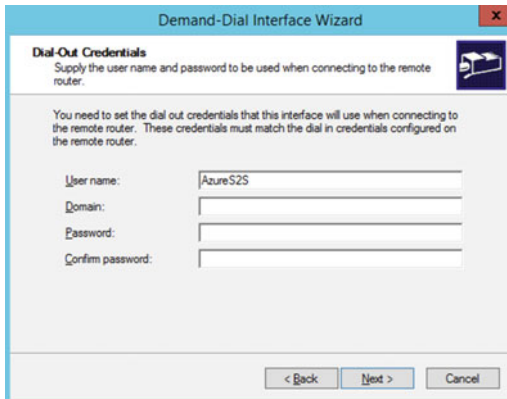 Demand-Dial Interface Wizard
x
Dial-Out Credentials
Supply the user name and password to be used when connecting to the remote
router.
You need to set the dial out credentials that this interface will use when connecting to
the remote router. These credentials must match the dial in credentials configured on
the remote router.
User name: AzureS2S
Domain:
Password:
Confirm password:
< Back Next > Cancel